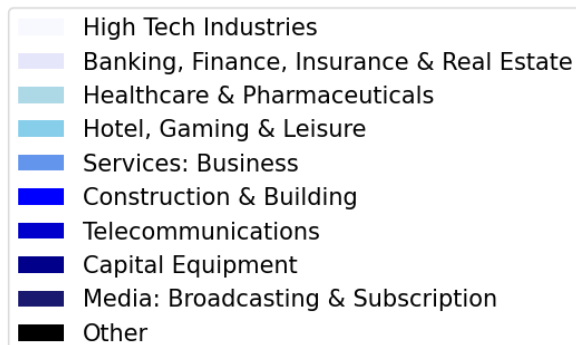 High Tech Industries
Banking, Finance, Insurance & Real Estate
Healthcare & Pharmaceuticals
Hotel, Gaming & Leisure
Services: Business
Construction & Building
Telecommunications
Capital Equipment
Media: Broadcasting & Subscription
Other